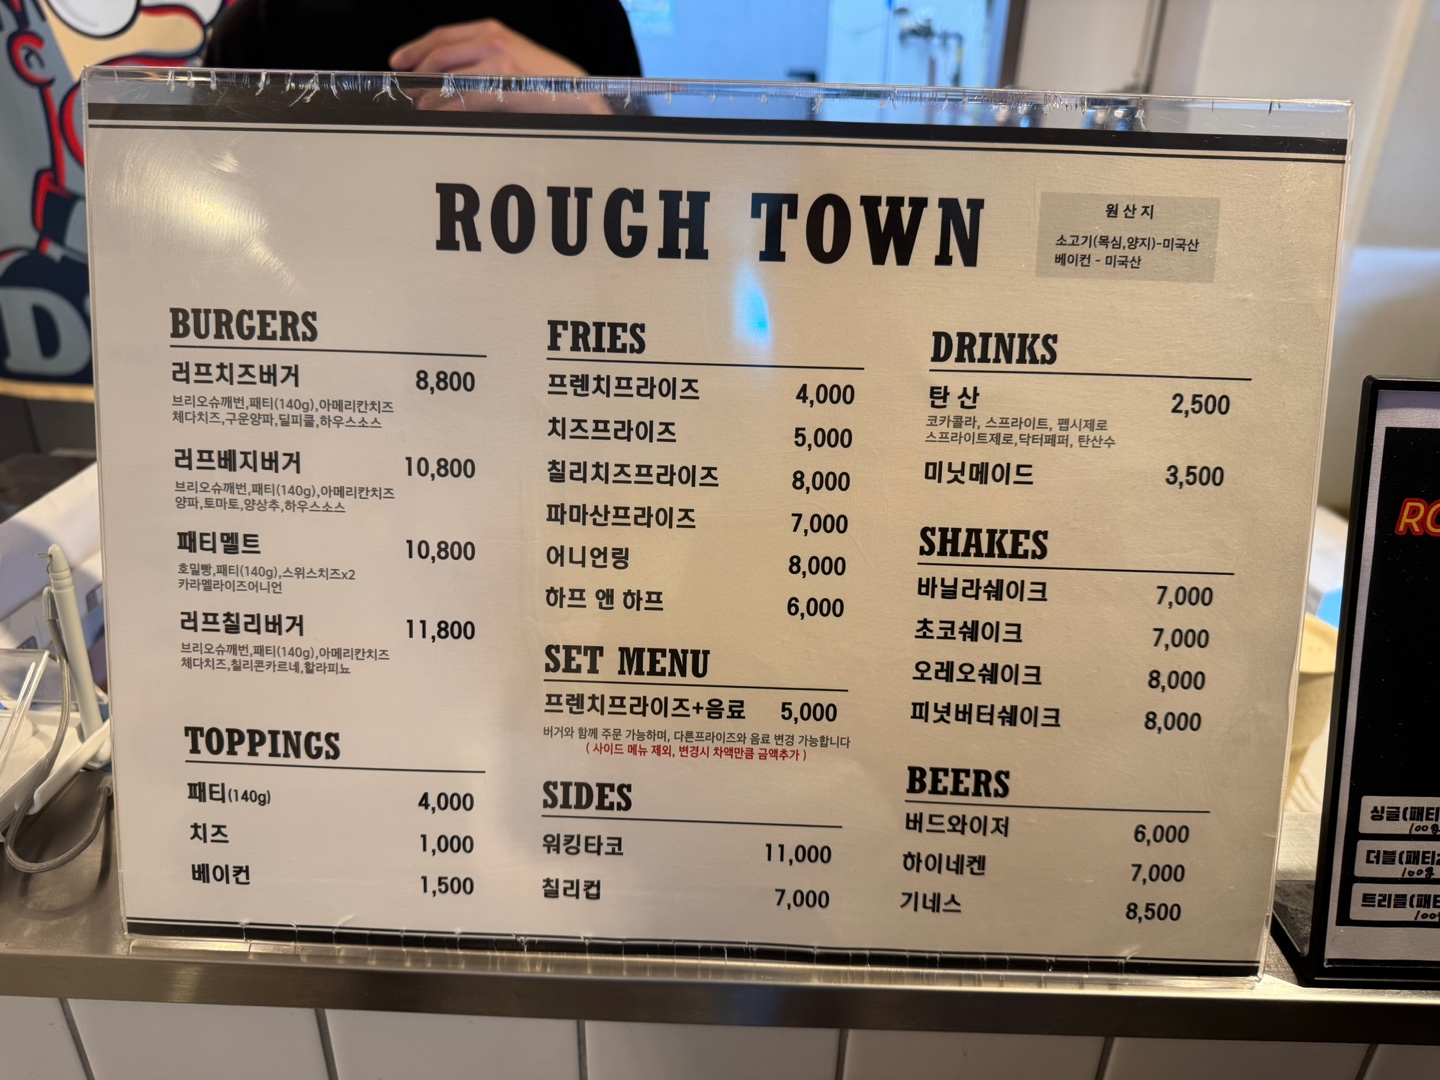 ROUGH TOWN
원산지
소고기(목심,양지)-미국산
베이컨 - 미국산
BURGERS
러프치즈버거 8,800
브리오슈깨번,패티(140g),아메리칸치즈
체다치즈,구운양파,딜피클,하우스소스
러프베지버거 10,800
브리오슈깨번,패티(140g),아메리칸치즈
양파,토마토,양상추,하우스소스
패티멜트 10,800
호밀빵,패티(140g),스위스치즈x2
카라멜라이즈어니언
러프칠리버거 11,800
브리오슈깨번,패티(140g),아메리칸치즈
체다치즈,칠리콘카르네,할라피뇨
TOPPINGS
패티(140g) 4,000
치즈 1,000
베이컨 1,500
FRIES
프렌치프라이즈 4,000
치즈프라이즈 5,000
칠리치즈프라이즈 8,000
파마산프라이즈 7,000
어니언링 8,000
하프 앤 하프 6,000
SET MENU
프렌치프라이즈+음료 5,000
버거와 함께 주문 가능하며, 다른프라이즈와 음료 변경 가능합니다
( 사이드 메뉴 제외, 변경시 차액만큼 금액추가 )
SIDES
워킹타코 11,000
칠리컵 7,000
DRINKS
탄 산 2,500
코카콜라, 스프라이트, 펩시제로
스프라이트제로,닥터페퍼, 탄산수
미닛메이드 3,500
SHAKES
바닐라쉐이크 7,000
초코쉐이크 7,000
오레오쉐이크 8,000
피넛버터쉐이크 8,000
BEERS
버드와이저 6,000
하이네켄 7,000
기네스 8,500
D
RO
싱글(패티
더블(패티
트리플(패티